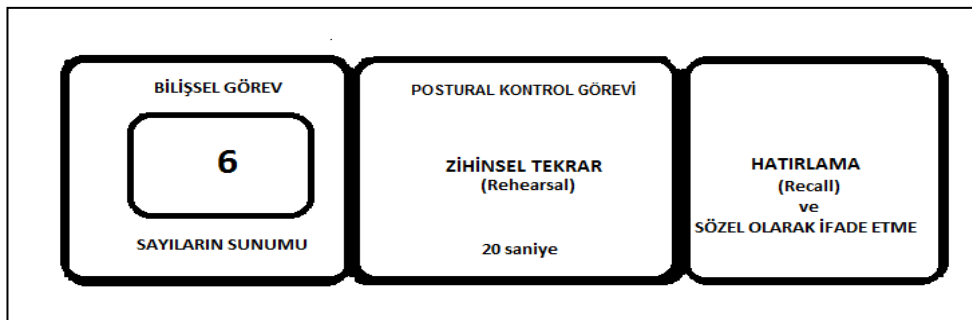 BİLİŞSEL GÖREV
6
SAYILARIN SUNUMU
POSTURAL KONTROL GÖREVİ
ZİHİNSEL TEKRAR
(Rehearsal)
20 saniye
HATIRLAMA
(Recall)
ve
SÖZEL OLARAK İFADE ETME